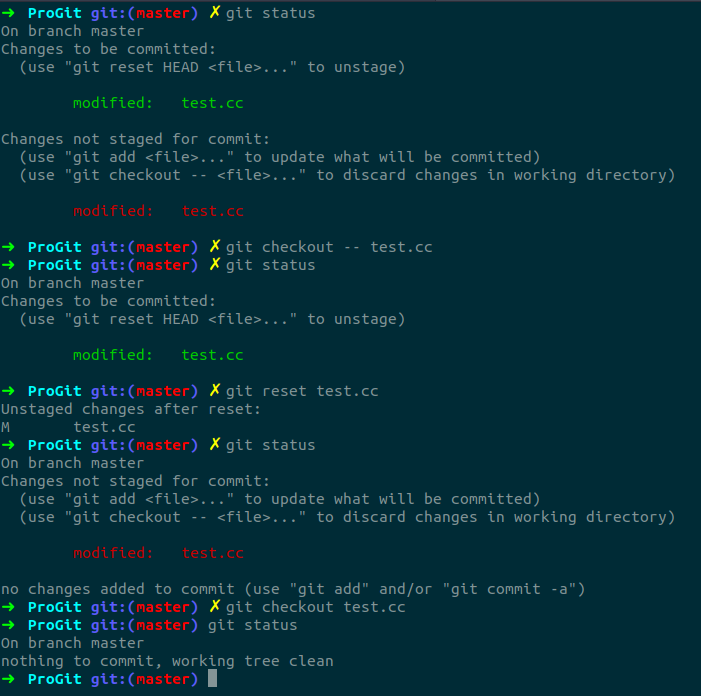 ➜  ProGit git:(master) ✗ git status
On branch master
Changes to be committed:
  (use "git reset HEAD <file>..." to unstage)
        modified:   test.cc
Changes not staged for commit:
  (use "git add <file>..." to update what will be committed)
  (use "git checkout -- <file>..." to discard changes in working directory)
        modified:   test.cc
➜  ProGit git:(master) ✗ git checkout -- test.cc
➜  ProGit git:(master) ✗ git status
On branch master
Changes to be committed:
  (use "git reset HEAD <file>..." to unstage)
        modified:   test.cc
➜  ProGit git:(master) ✗ git reset test.cc
Unstaged changes after reset:
M       test.cc
➜  ProGit git:(master) ✗ git status
On branch master
Changes not staged for commit:
  (use "git add <file>..." to update what will be committed)
  (use "git checkout -- <file>..." to discard changes in working directory)
        modified:   test.cc
no changes added to commit (use "git add" and/or "git commit -a")
➜  ProGit git:(master) ✗ git checkout test.cc
➜  ProGit git:(master) git status
On branch master
nothing to commit, working tree clean
➜  ProGit git:(master)